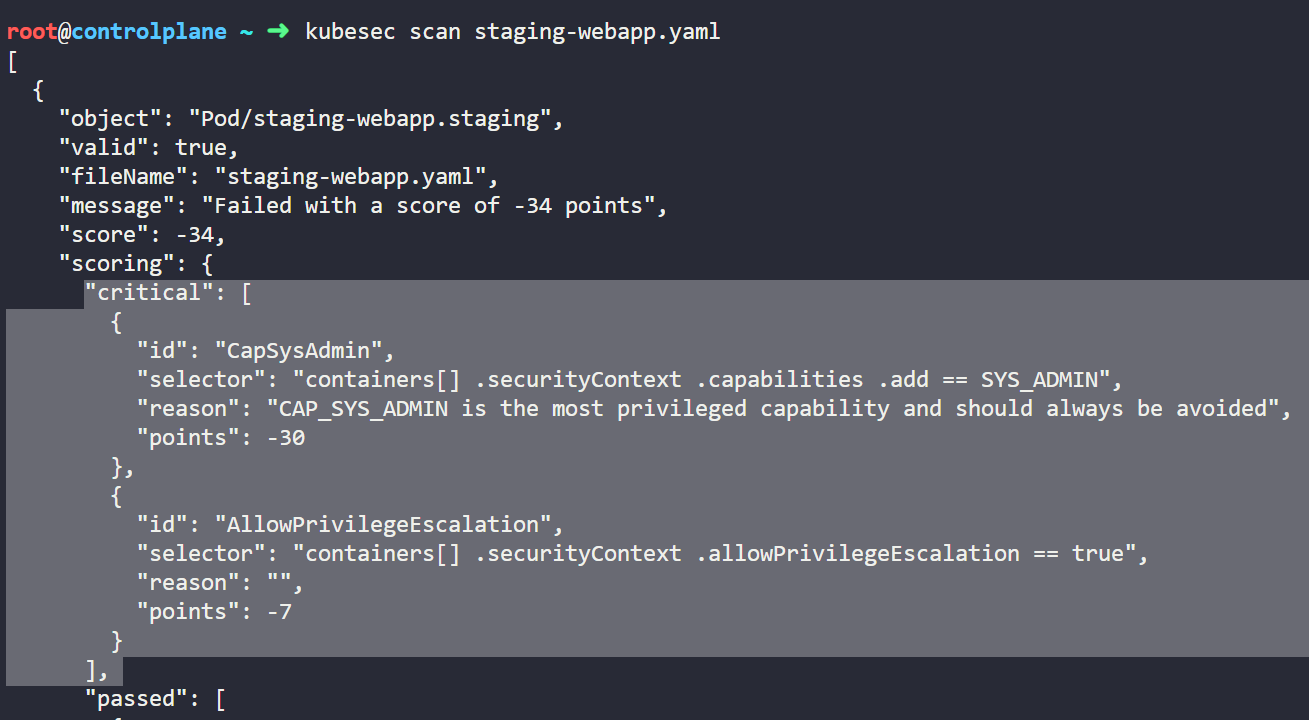 root@controlplane ~ ➜ kubesec scan staging-webapp.yaml
[
  {
    "object": "Pod/staging-webapp.staging",
    "valid": true,
    "fileName": "staging-webapp.yaml",
    "message": "Failed with a score of -34 points",
    "score": -34,
    "scoring": {
      "critical": [
        {
          "id": "CapSysAdmin",
          "selector": "containers[] .securityContext .capabilities .add == SYS_ADMIN",
          "reason": "CAP_SYS_ADMIN is the most privileged capability and should always be avoided",
          "points": -30
        },
        {
          "id": "AllowPrivilegeEscalation",
          "selector": "containers[] .securityContext .allowPrivilegeEscalation == true",
          "reason": "",
          "points": -7
        }
      ],
      "passed": [